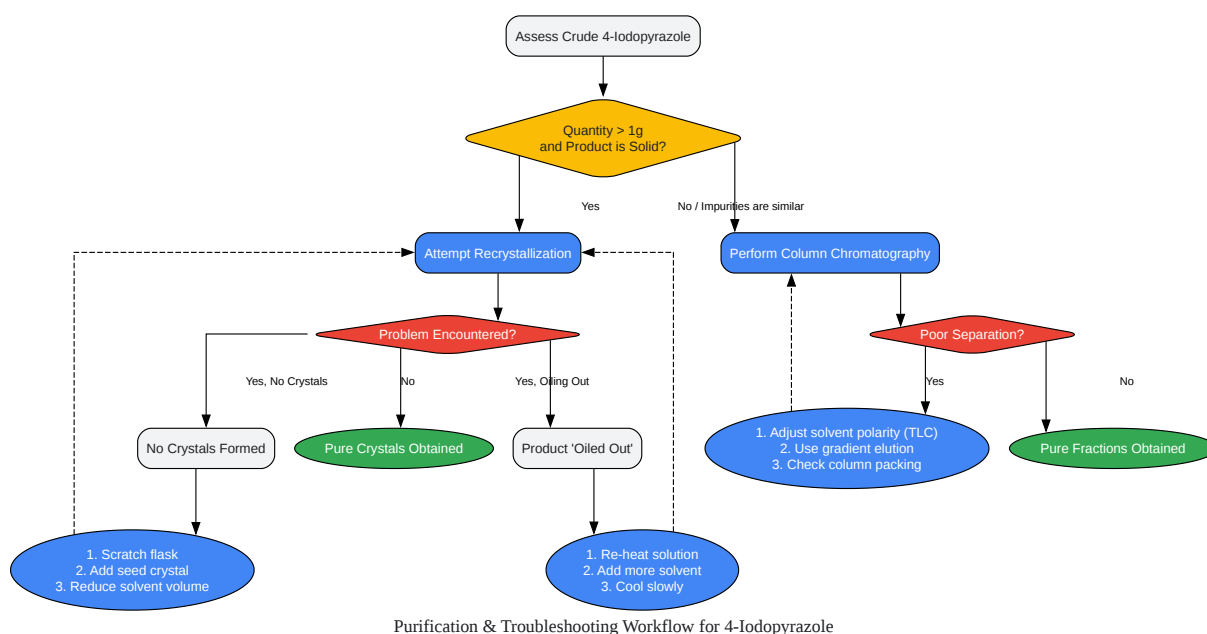 Assess Crude 4-Iodopyrazole
Quantity > 1g
and Product is Solid?
Yes
No / Impurities are similar
Attempt Recrystallization
Perform Column Chromatography
Problem Encountered?
Poor Separation?
Yes, No Crystals
No
Yes, Oiling Out
Yes
No
No Crystals Formed
Pure Crystals Obtained
Product 'Oiled Out'
1. Adjust solvent polarity (TLC)
2. Use gradient elution
3. Check column packing
Pure Fractions Obtained
1. Scratch flask
2. Add seed crystal
3. Reduce solvent volume
1. Re-heat solution
2. Add more solvent
3. Cool slowly
Purification & Troubleshooting Workflow for 4-Iodopyrazole